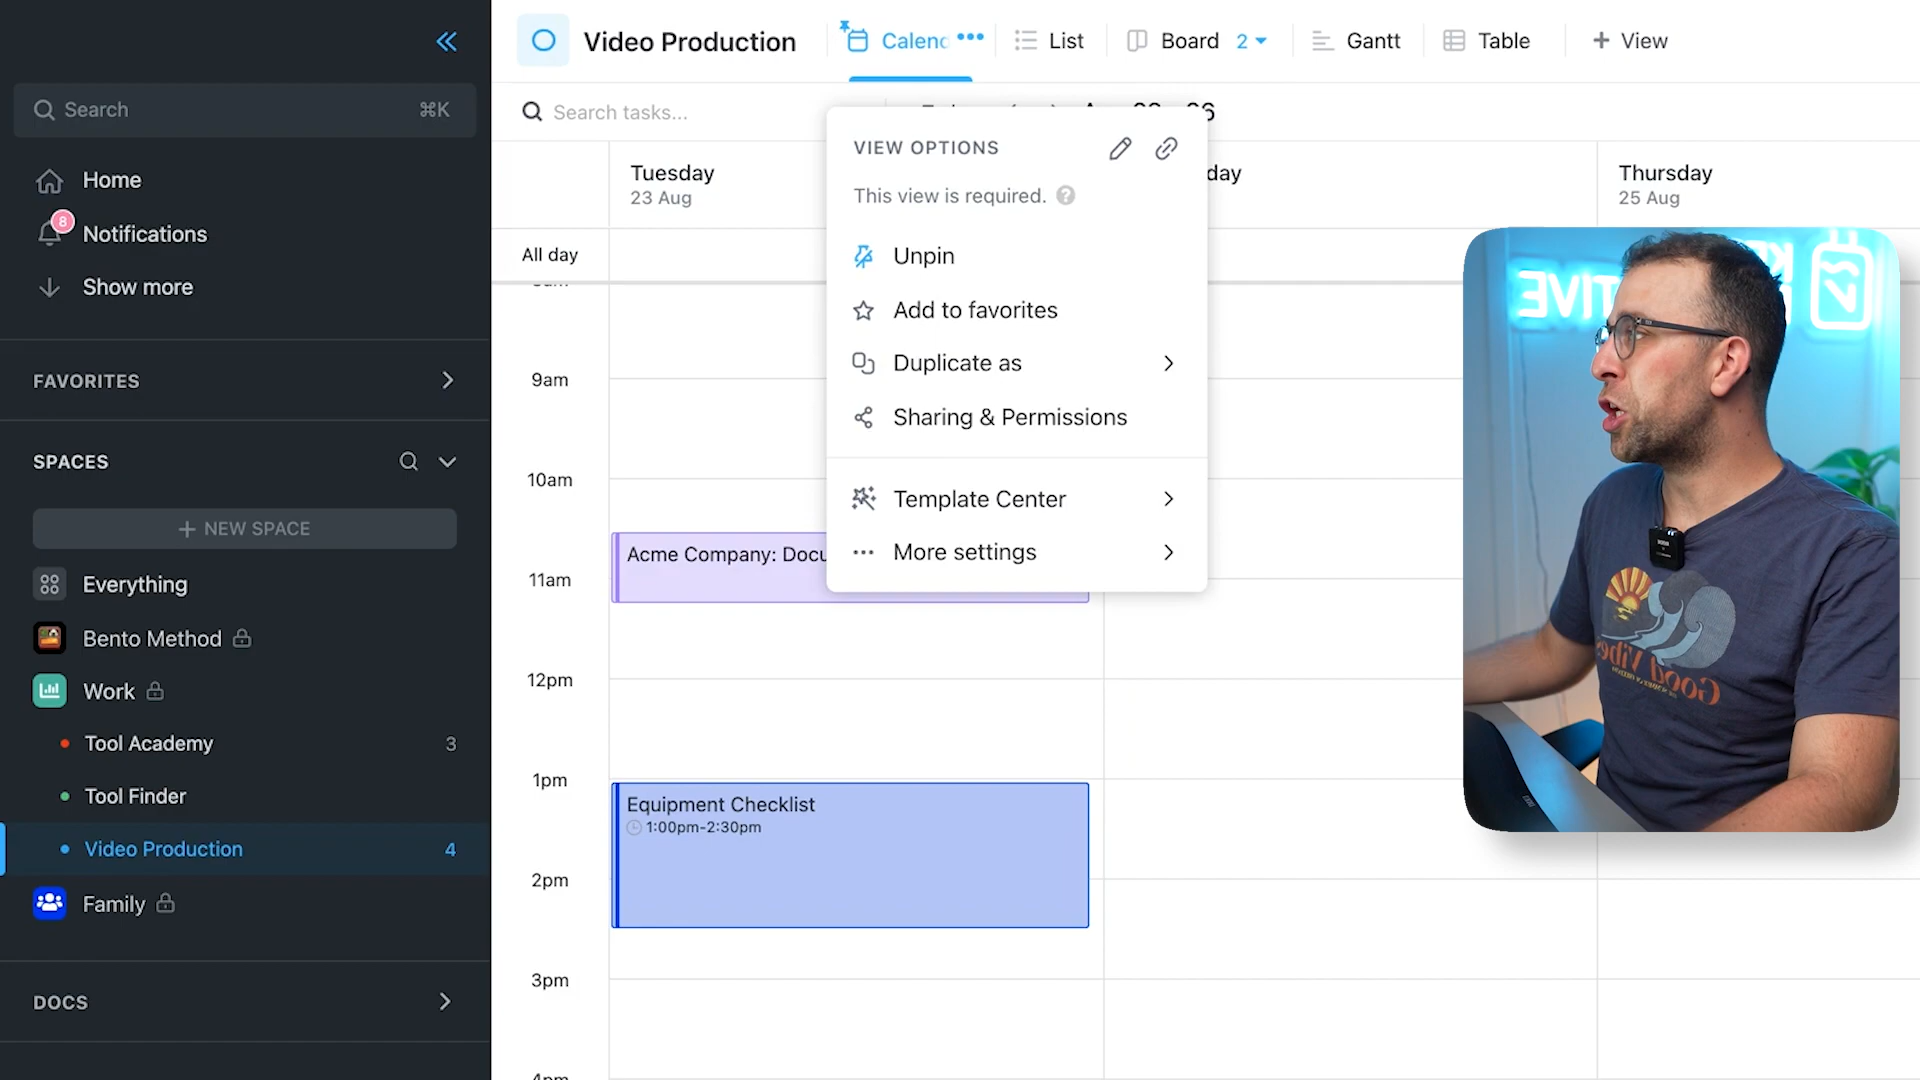 Search
⌘K
Home
8
Notifications
Show more
FAVORITES
SPACES
+ NEW SPACE
Everything
Bento Method
Work
Tool Academy
3
Tool Finder
Video Production
4
Family
DOCS
Video Production
Calenc
List
Board 2
Gantt
Table
+ View
Search tasks...
Tuesday
23 Aug
day
Thursday
25 Aug
All day
9am
10am
11am
12pm
1pm
2pm
3pm
4pm
Acme Company: Docu
Equipment Checklist
1:00pm-2:30pm
VIEW OPTIONS
This view is required. ?
Unpin
Add to favorites
Duplicate as
Sharing & Permissions
Template Center
More settings
Good Vibes